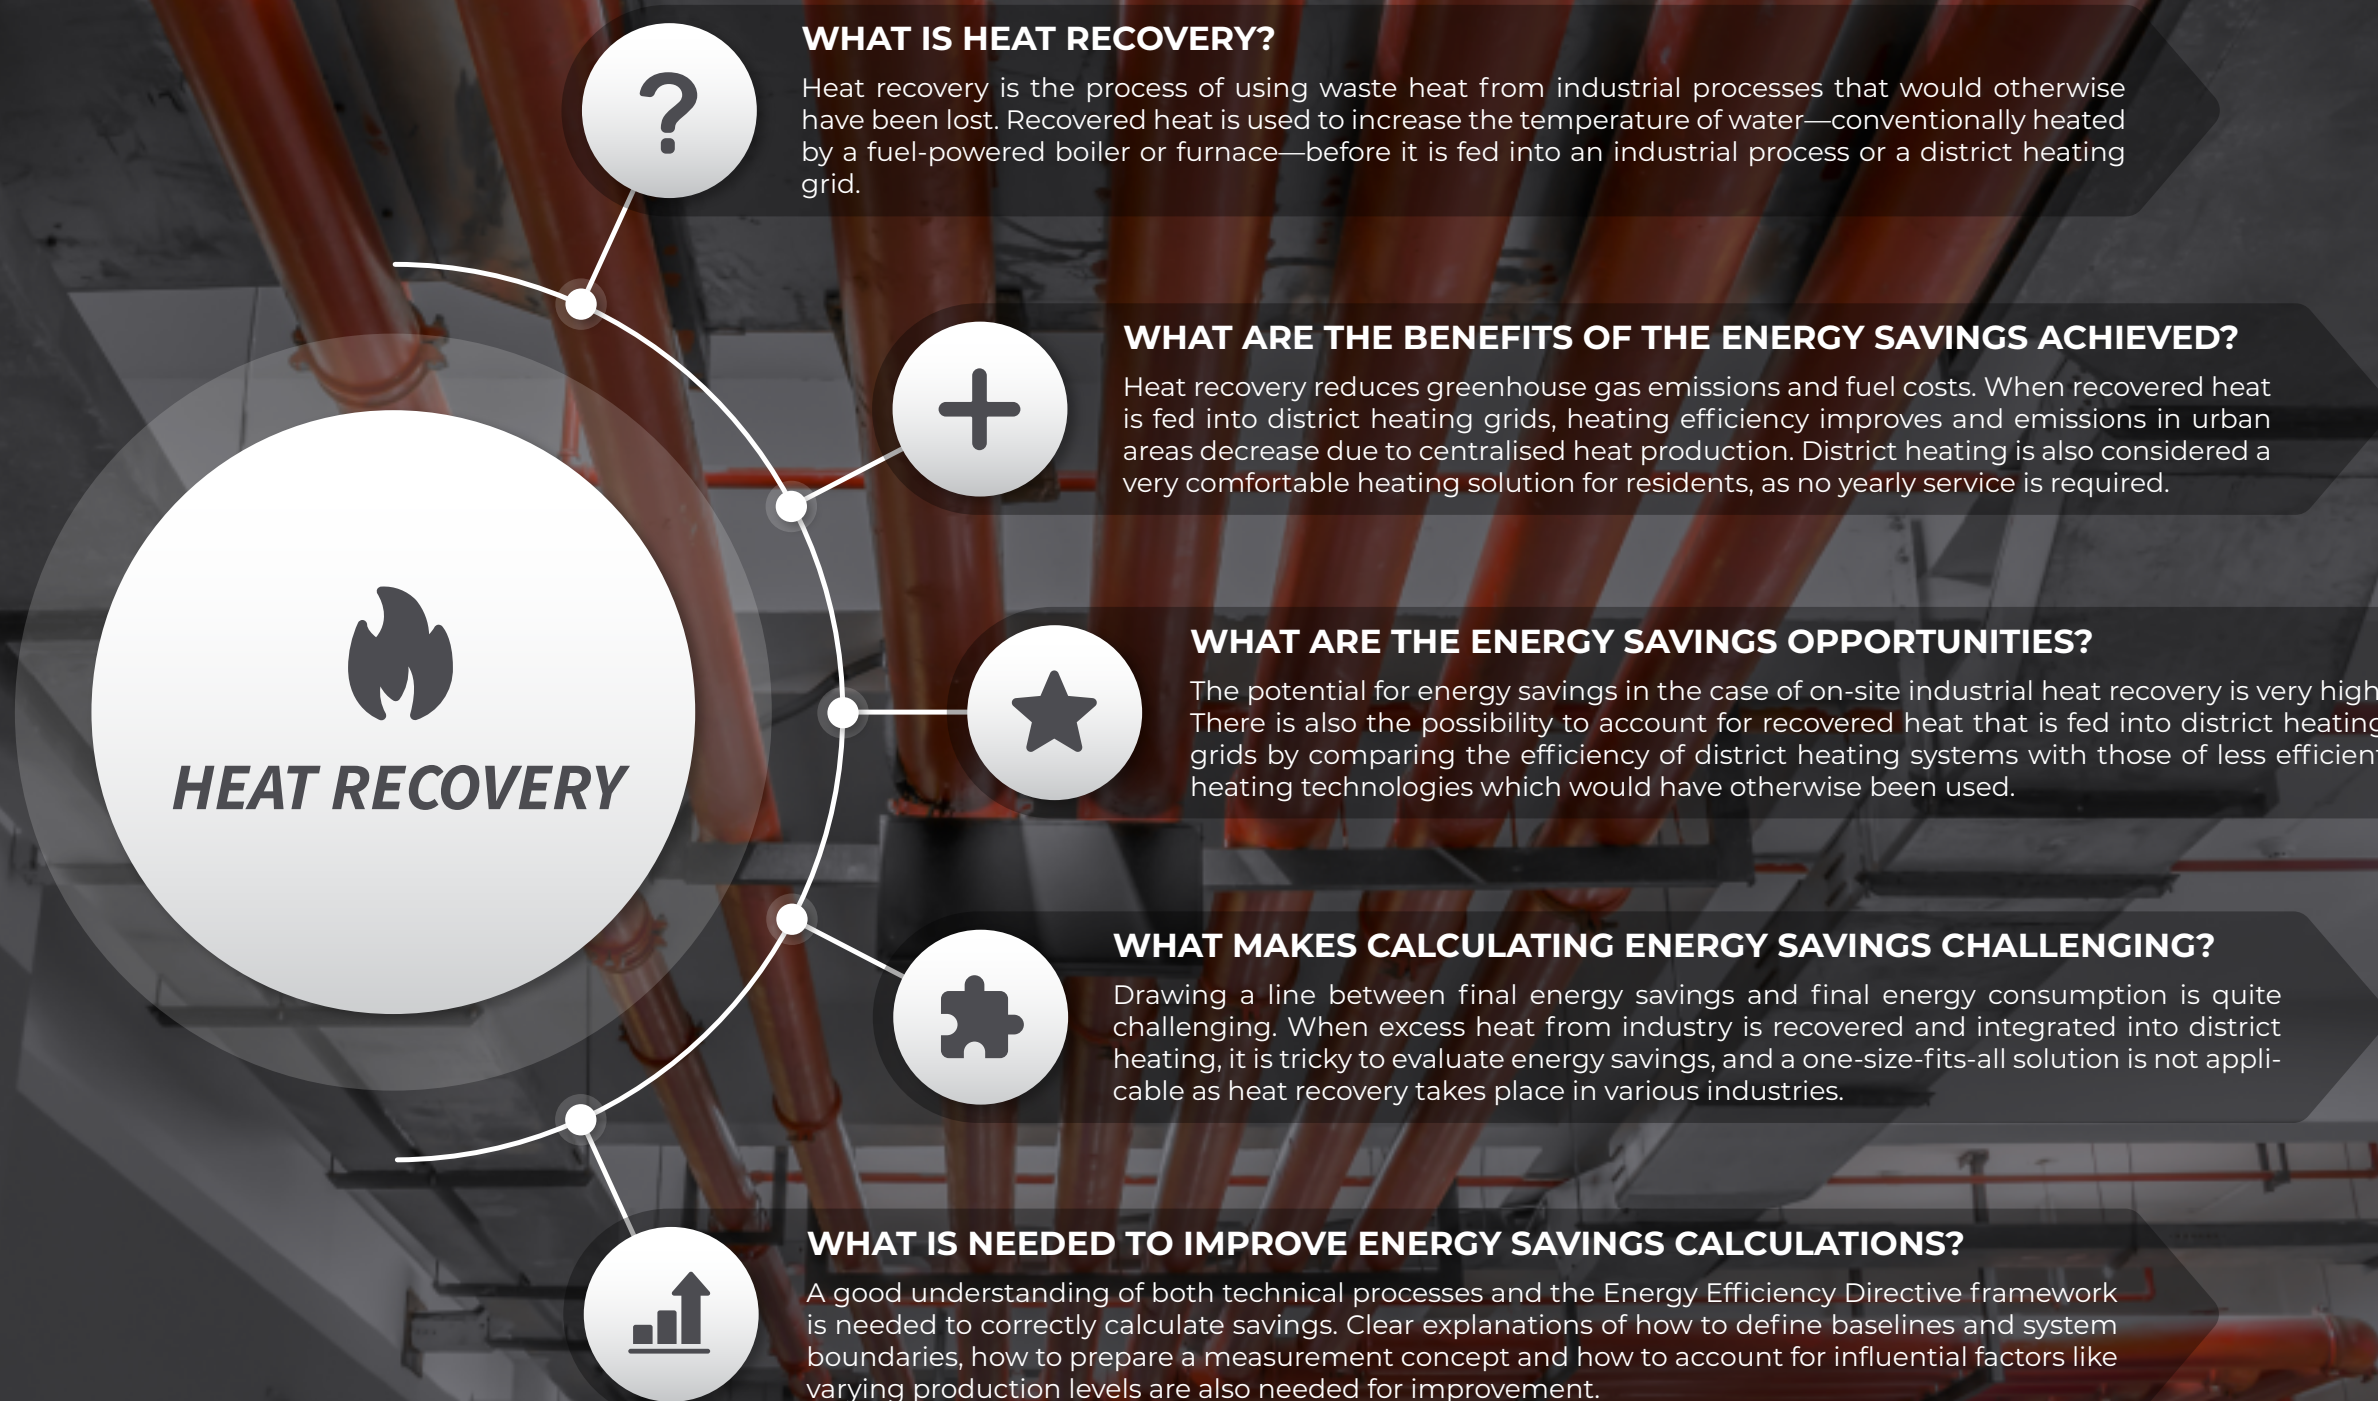 WHAT IS HEAT RECOVERY?
Heat recovery is the process of using waste heat from industrial processes that would otherwise
have been lost. Recovered heat is used to increase the temperature of water—conventionally heated
by a fuel-powered boiler or furnace—before it is fed into an industrial process or a district heating
grid.
WHAT ARE THE BENEFITS OF THE ENERGY SAVINGS ACHIEVED?
Heat recovery reduces greenhouse gas emissions and fuel costs. When recovered heat
is fed into district heating grids, heating efficiency improves and emissions in urban
areas decrease due to centralised heat production. District heating is also considered a
very comfortable heating solution for residents, as no yearly service is required.
HEAT RECOVERY
WHAT ARE THE ENERGY SAVINGS OPPORTUNITIES?
The potential for energy savings in the case of on-site industrial heat recovery is very high
There is also the possibility to account for recovered heat that is fed into district heating
grids by comparing the efficiency of district heating systems with those of less efficient
heating technologies which would have otherwise been used.
WHAT MAKES CALCULATING ENERGY SAVINGS CHALLENGING?
Drawing a line between final energy savings and final energy consumption is quite
challenging. When excess heat from industry is recovered and integrated into district
heating, it is tricky to evaluate energy savings, and a one-size-fits-all solution is not appli-
cable as heat recovery takes place in various industries.
WHAT IS NEEDED TO IMPROVE ENERGY SAVINGS CALCULATIONS?
A good understanding of both technical processes and the Energy Efficiency Directive framework
is needed to correctly calculate savings. Clear explanations of how to define baselines and system
boundaries, how to prepare a measurement concept and how to account for influential factors like
varying production levels are also needed for improvement.